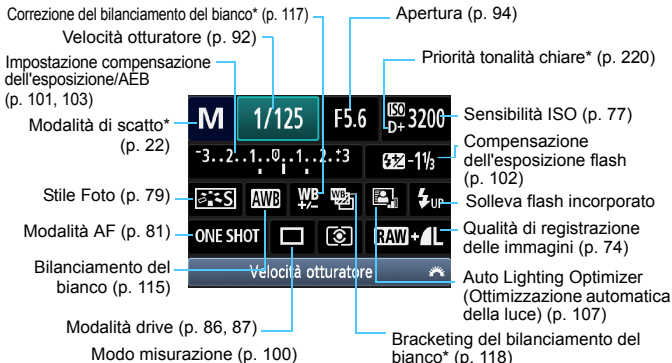 Correzione del bilanciamento del bianco* (p. 117)
Apertura (p. 94)
Velocità otturatore (p. 92)
Priorità tonalità chiare* (p. 220)
Impostazione compensazione
dell'esposizione/AEB
(p. 101, 103)
Modalità di scatto*
(p. 22)
M 1/125 F5.6 ISO D+ 3200
Sensibilità ISO (p. 77)
-3..2..1..0..1..2..+3 -1⅓
Compensazione
dell'esposizione flash
(p. 102)
Stile Foto (p. 79)
S AWB WB +/- WB UP
Solleva flash incorporato
Modalità AF (p. 81)
ONE SHOT RAW+L
Qualità di registrazione
delle immagini (p. 74)
Bilanciamento del
bianco (p. 115)
Velocità otturatore
Auto Lighting Optimizer
(Ottimizzazione automatica
della luce) (p. 107)
Modalità drive (p. 86, 87)
Modo misurazione (p. 100)
Bracketing del bilanciamento del
bianco* (p. 118)